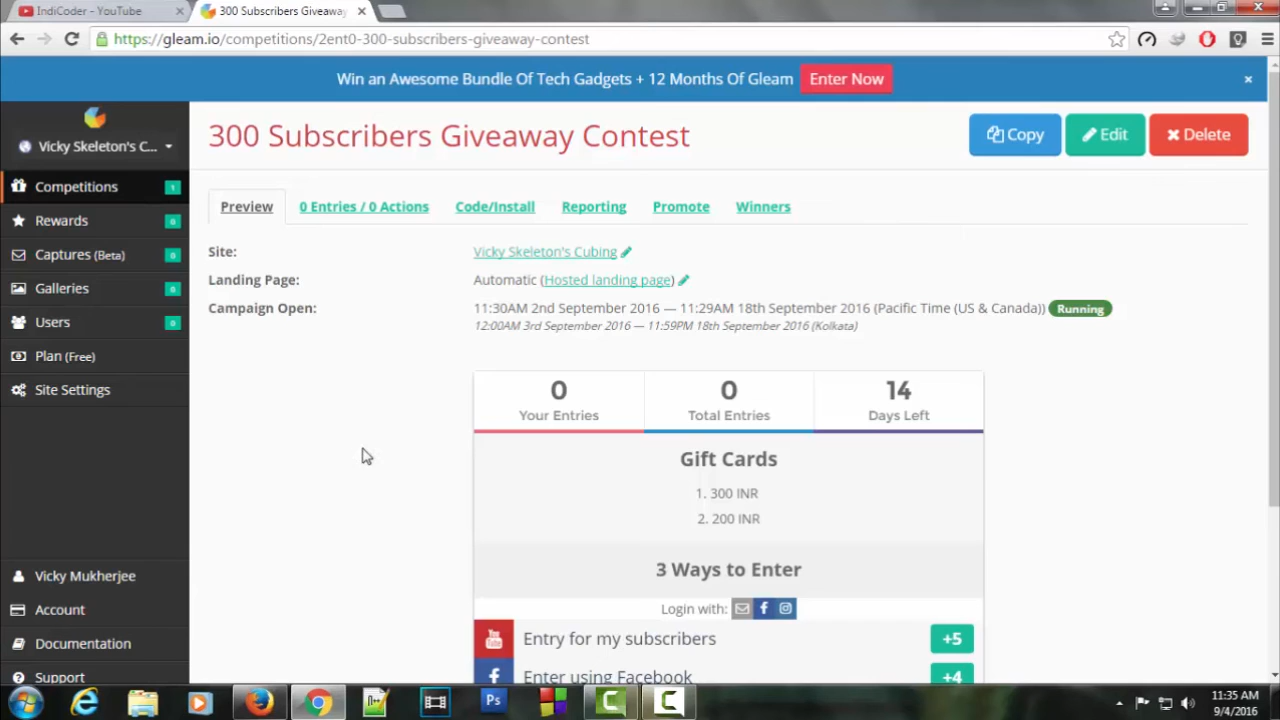 IndiCoder - YouTube
300 Subscribers Giveaway
https://gleam.io/competitions/2ent0-300-subscribers-giveaway-contest
Win an Awesome Bundle Of Tech Gadgets + 12 Months Of Gleam Enter Now ×
Vicky Skeleton's C...
Competitions 1
Rewards 0
Captures (Beta) 0
Galleries 0
Users 0
Plan (Free)
Site Settings
Vicky Mukherjee
Account
Documentation
Support
300 Subscribers Giveaway Contest
Copy Edit Delete
Preview 0 Entries / 0 Actions Code/Install Reporting Promote Winners
Site: Vicky Skeleton's Cubing
Landing Page: Automatic (Hosted landing page)
Campaign Open: 11:30AM 2nd September 2016 — 11:29AM 18th September 2016 (Pacific Time (US & Canada)) Running
12:00AM 3rd September 2016 — 11:59PM 18th September 2016 (Kolkata)
0 0 14
Your Entries Total Entries Days Left
Gift Cards
1. 300 INR
2. 200 INR
3 Ways to Enter
Login with:
You Tube Entry for my subscribers +5
Enter using Facebook +4
Ps
11:35 AM
9/4/2016